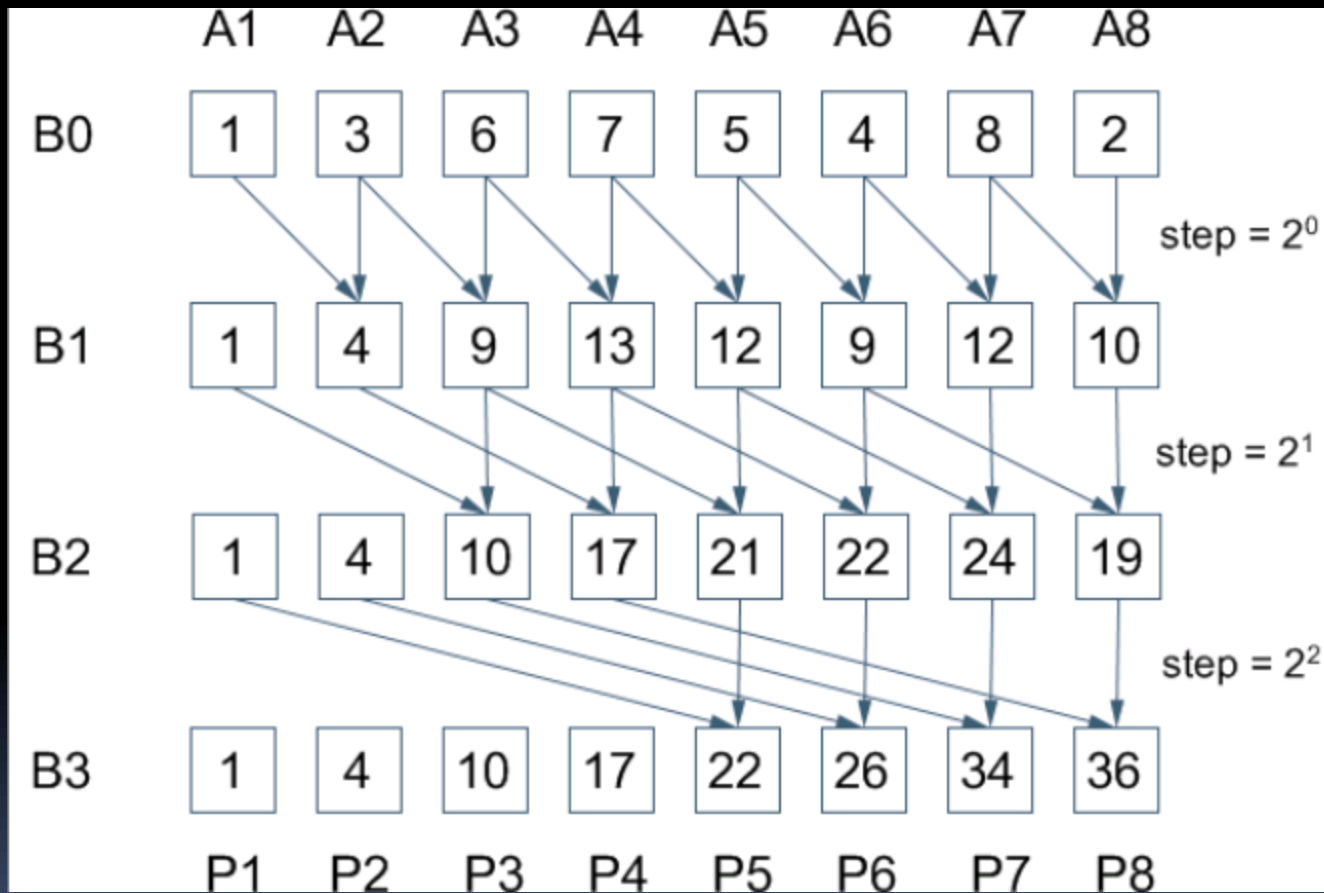 A1 A2 A3 A4 A5 A6 A7 A8
B0 1 3 6 7 5 4 8 2
step = 2⁰
B1 1 4 9 13 12 9 12 10
step = 2¹
B2 1 4 10 17 21 22 24 19
step = 2²
B3 1 4 10 17 22 26 34 36
P1 P2 P3 P4 P5 P6 P7 P8